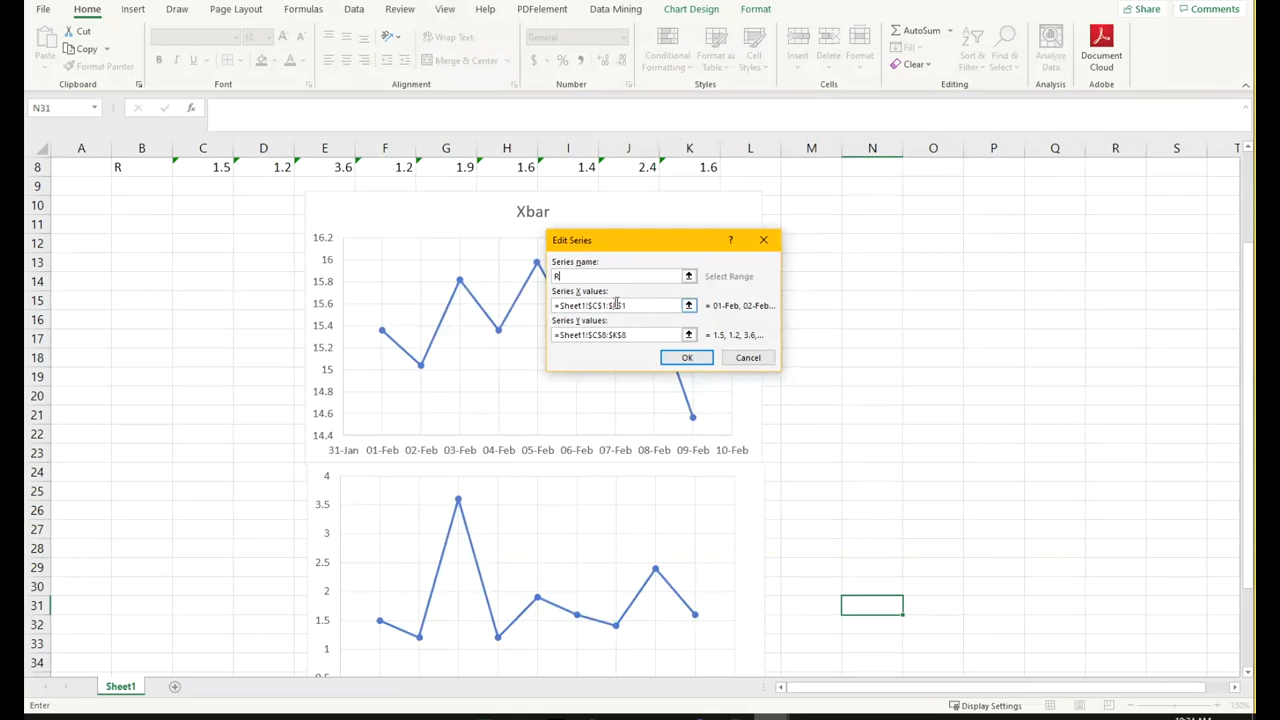 File Home Insert Draw Page Layout Formulas Data Review View Help PDFelement Data Mining Chart Design Format Share Comments
Cut
Copy
Format Painter
Paste
Wrap Text
Merge & Center
General
Conditional Formatting
Format as Table
Cell Styles
Insert
Delete
Format
AutoSum
Fill
Clear
Sort & Filter
Find & Select
Analyze Data
Document Cloud
Clipboard Font Alignment Number Styles Cells Editing Analysis Adobe
N31 fx
A B C D E F G H I J K L M N O P Q R S T
8 R 1.5 1.2 3.6 1.2 1.9 1.6 1.4 2.4 1.6
9
10
11
12
13
14
15
16
17
18
19
20
21
22
23
24
25
26
27
28
29
30
31
32
33
34
Xbar
16.2
16
15.8
15.6
15.4
15.2
15
14.8
14.6
14.4
31-Jan 01-Feb 02-Feb 03-Feb 04-Feb 05-Feb 06-Feb 07-Feb 08-Feb 09-Feb 10-Feb
Edit Series ?
Series name:
R Select Range
Series X values:
=Sheet1!$C$1:$K$1 = 01-Feb, 02-Feb...
Series Y values:
=Sheet1!$C$8:$K$8 = 1.5, 1.2, 3.6,...
OK Cancel
4
3.5
3
2.5
2
1.5
1
0.5
Sheet1
Enter Display Settings 130%